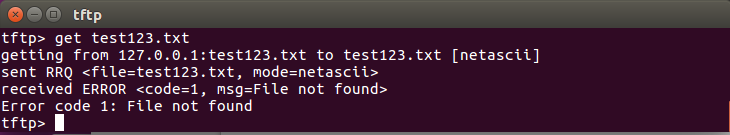 tftp
tftp> get test123.txt
getting from 127.0.0.1:test123.txt to test123.txt [netascii]
sent RRQ <file=test123.txt, mode=netascii>
received ERROR <code=1, msg=File not found>
Error code 1: File not found
tftp>